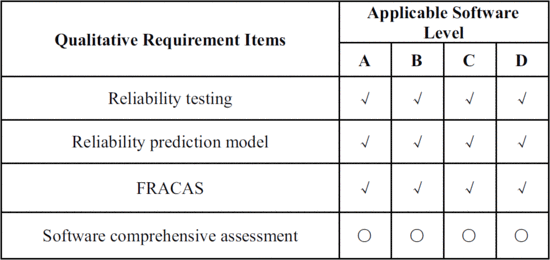 Qualitative Requirement Items
Applicable Software
Level
A B C D
Reliability testing √ √ √ √
Reliability prediction model √ √ √ √
FRACAS √ √ √ √
Software comprehensive assessment ○ ○ ○ ○